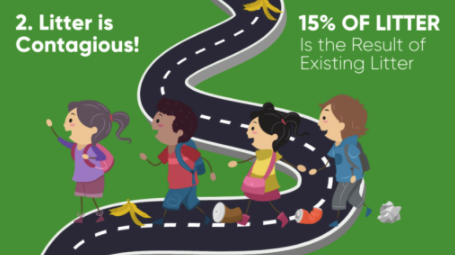 2. Litter is
Contagious!
15% OF LITTER
Is the Result of
Existing Litter